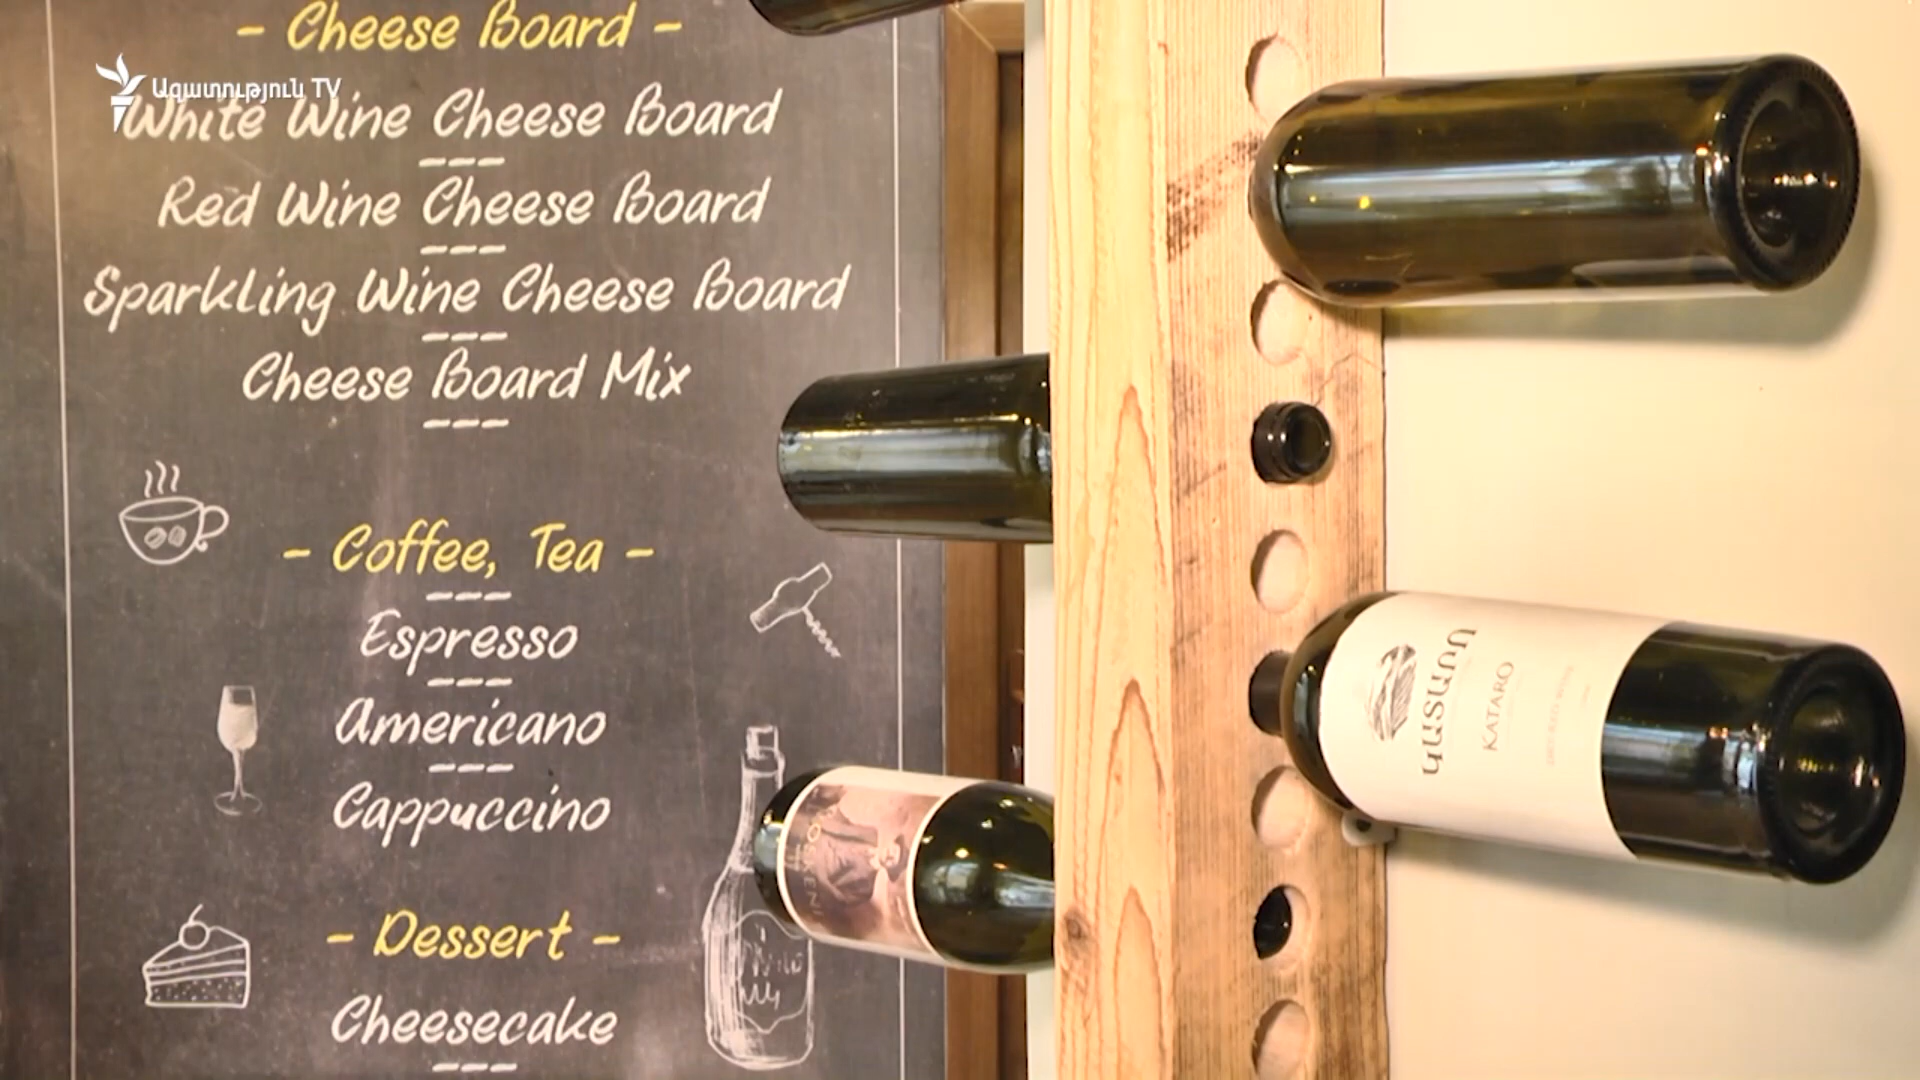 - Cheese Board -
Ազատություն TV
White Wine Cheese Board
Red Wine Cheese Board
Sparkling Wine Cheese Board
Cheese Board Mix
- Coffee, Tea -
Espresso
Americano
Cappuccino
- Dessert -
Cheesecake
ԿԱՏԱՌՈ
KATARO